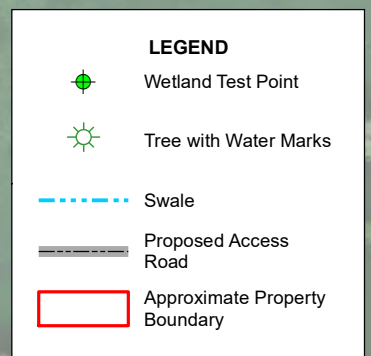 LEGEND
Wetland Test Point
Tree with Water Marks
Swale
Proposed Access
Road
Approximate Property
Boundary